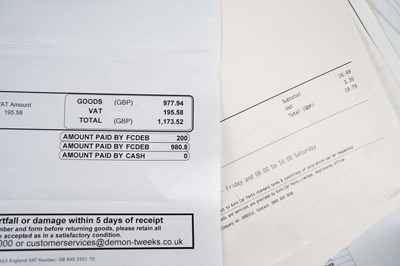 VAT Amount
195.58
GOODS (GBP) 977.94
VAT 195.58
TOTAL (GBP) 1,173.52
AMOUNT PAID BY FCDEB 200
AMOUNT PAID BY FCDEB 980.8
AMOUNT PAID BY CASH 0
rtfall or damage within 5 days of receipt
mber and form before returning goods, please retain all
e accepted as in a satisfactory condition.
000 or customerservices@demon-tweeks.co.uk
Subtotal 16.49
Vat 3.30
Total (GBP) 19.79
- Friday and 08:00 to 16:00 Saturday